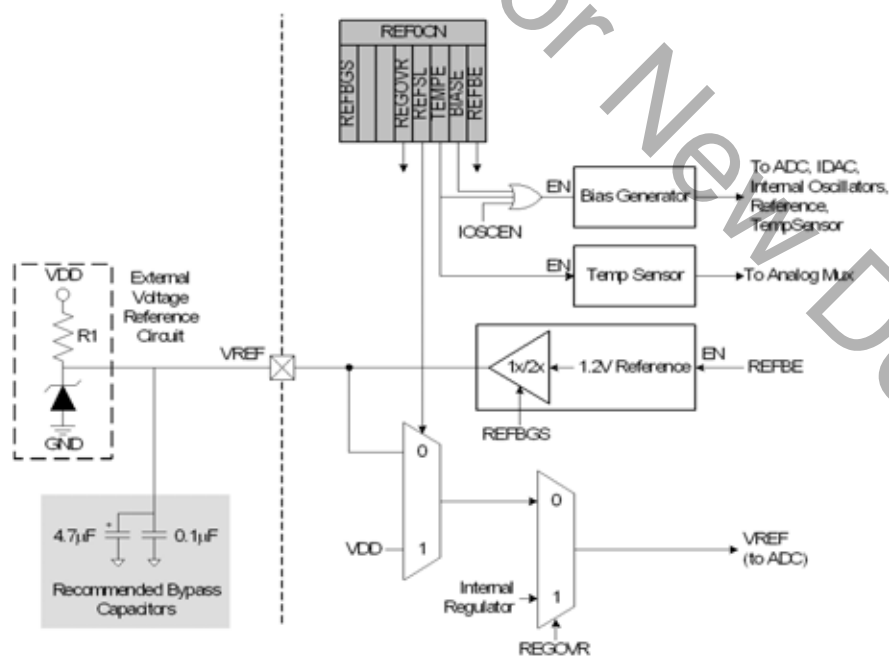 REF0CN
REFBGS
REGOVR
REFSL
TEMPE
BIASE
REFBE
EN
Bias Generator
To ADC, IDAC,
Internal Oscillators,
Reference,
TempSensor
IOSCEN
EN
Temp Sensor
To Analog Mux
VDD
R1
GND
External
Voltage
Reference
Circuit
VREF
1x/2x
1.2V Reference
EN
REFBE
REFBGS
0
1
VDD
0
1
Internal
Regulator
REGOVR
VREF
(to ADC)
4.7µF
+
0.1µF
Recommended Bypass
Capacitors
or New De